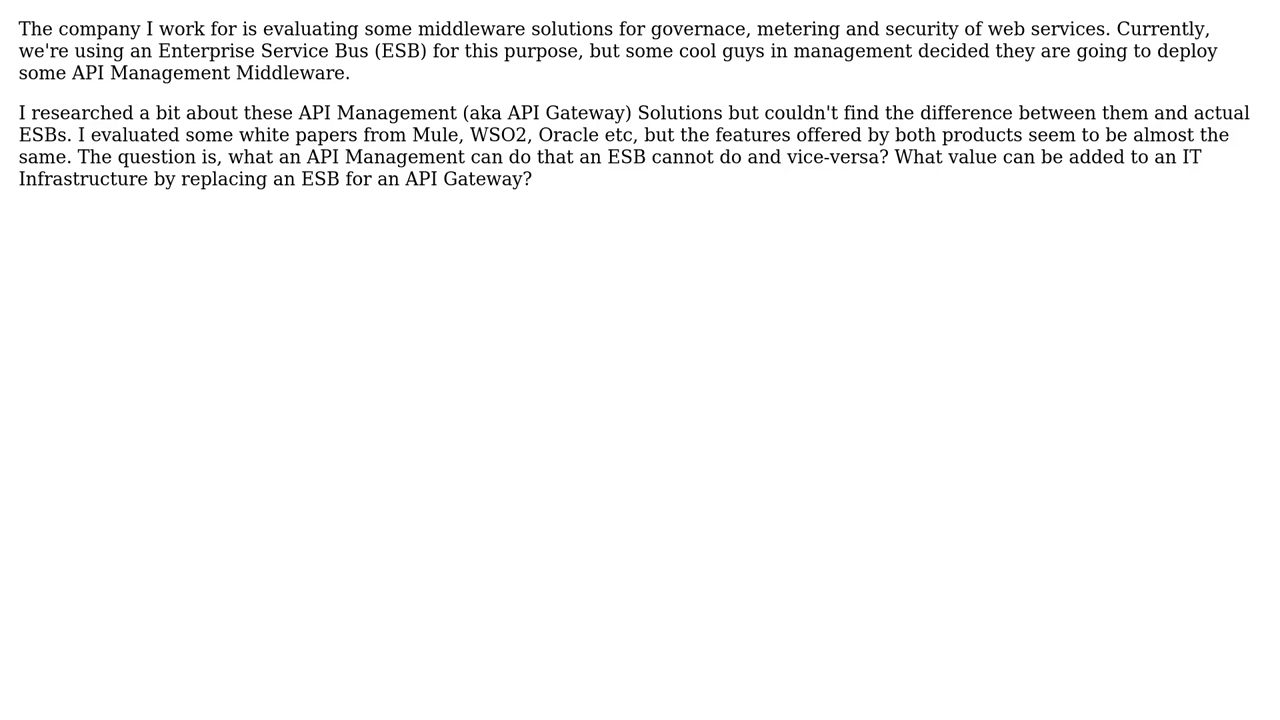 The company I work for is evaluating some middleware solutions for governace, metering and security of web services. Currently,
we're using an Enterprise Service Bus (ESB) for this purpose, but some cool guys in management decided they are going to deploy
some API Management Middleware.
I researched a bit about these API Management (aka API Gateway) Solutions but couldn't find the difference between them and actual
ESBs. I evaluated some white papers from Mule, WSO2, Oracle etc, but the features offered by both products seem to be almost the
same. The question is, what an API Management can do that an ESB cannot do and vice-versa? What value can be added to an IT
Infrastructure by replacing an ESB for an API Gateway?